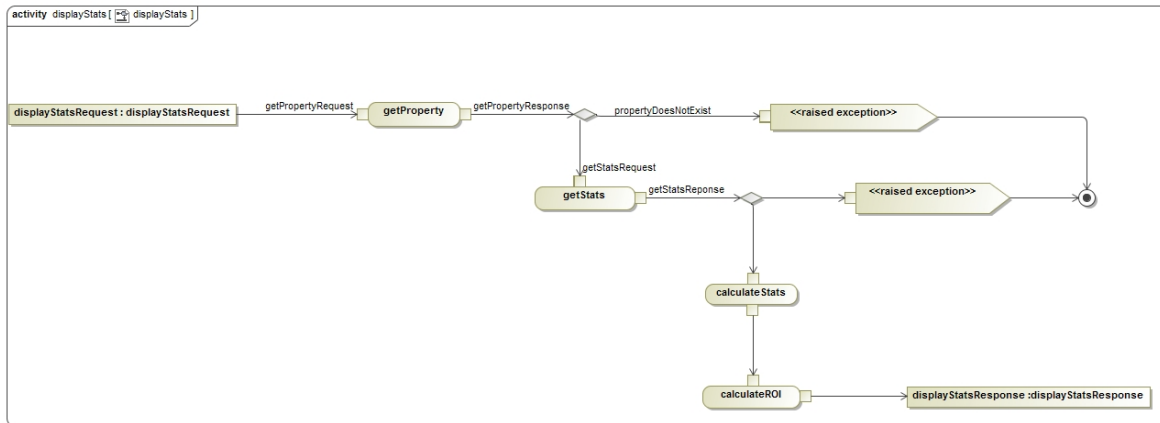 activity displayStats [ displayStats ]
displayStatsRequest : displayStatsRequest
getPropertyRequest
getProperty
getPropertyResponse
propertyDoesNotExist
<<raised exception>>
getStatsRequest
getStats
getStatsReponse
<<raised exception>>
calculateStats
calculateROI
displayStatsResponse :displayStatsResponse